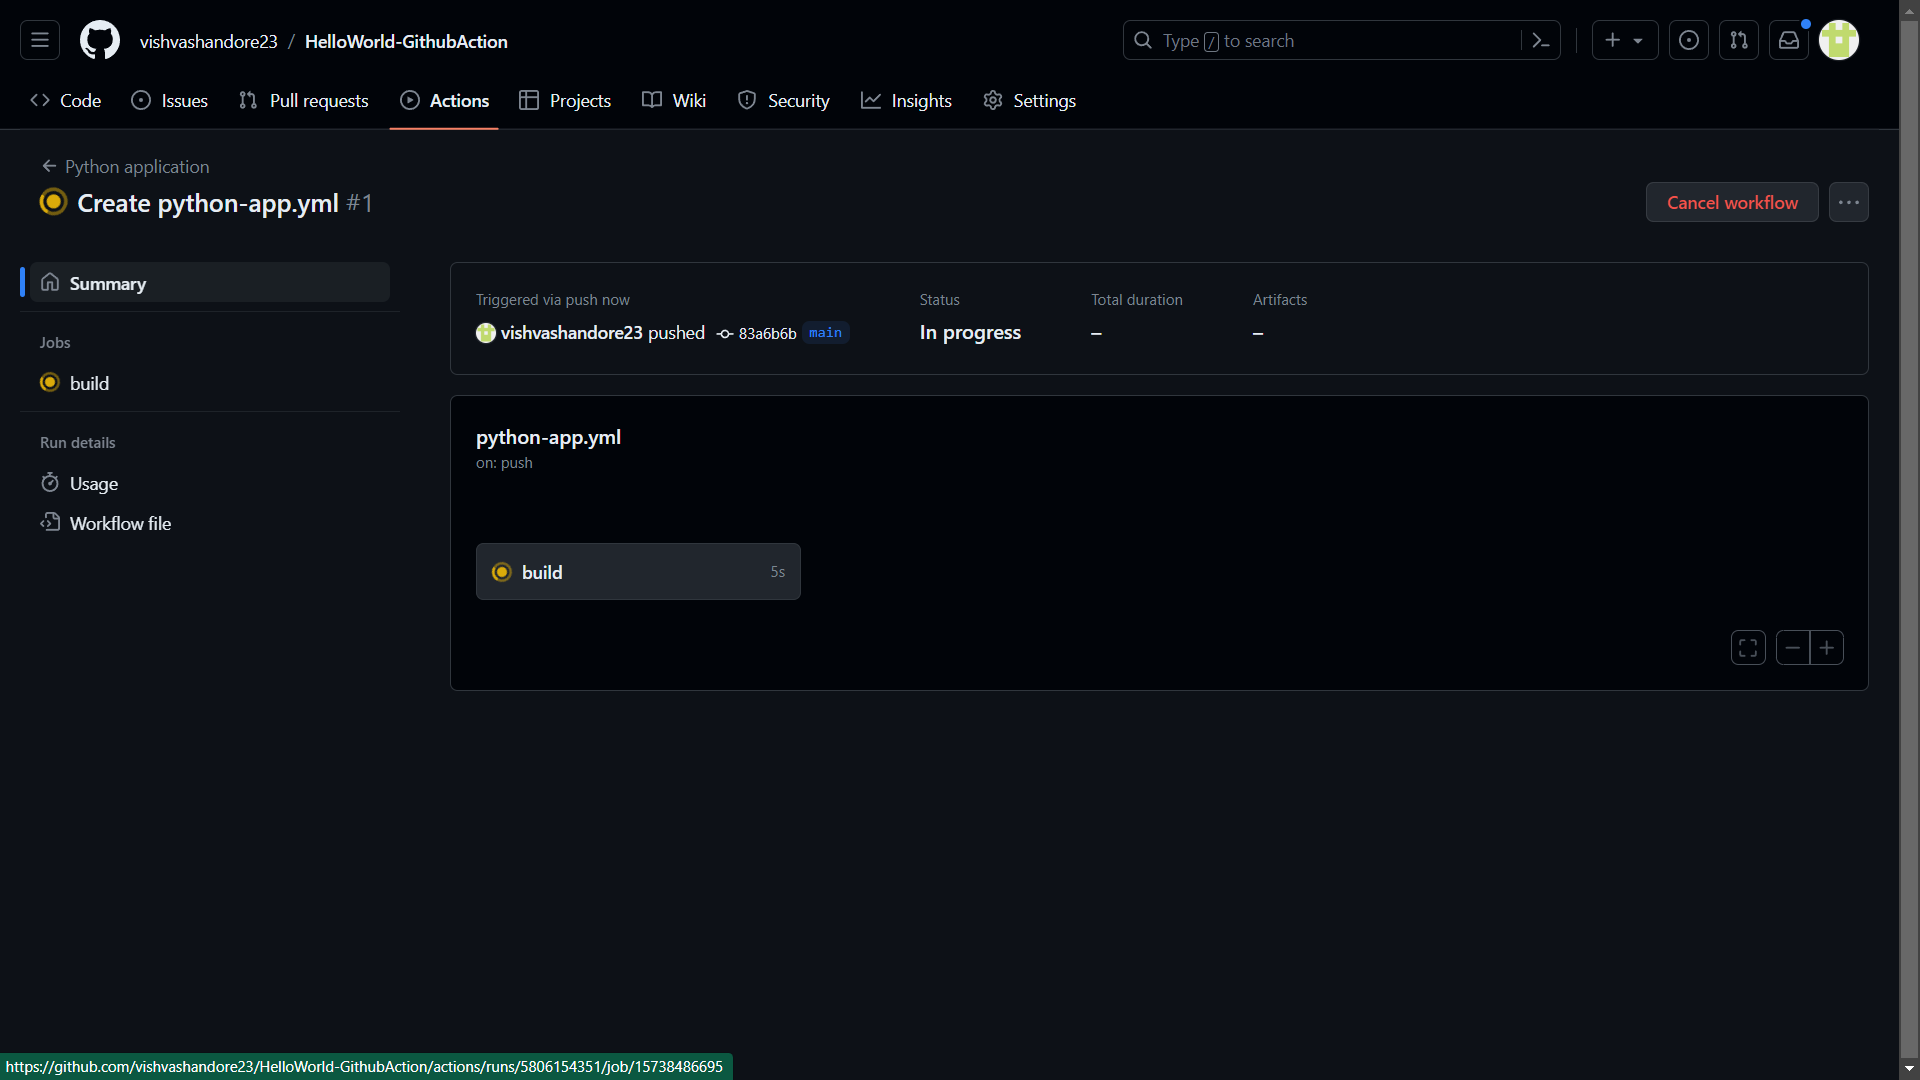 vishvashandore23 / HelloWorld-GithubAction
Type / to search
Code Issues Pull requests Actions Projects Wiki Security Insights Settings
Python application
Create python-app.yml #1
Cancel workflow
Summary
Jobs
build
Run details
Usage
Workflow file
Triggered via push now
vishvashandore23 pushed 83a6b6b main
Status
In progress
Total duration
–
Artifacts
–
python-app.yml
on: push
build 5s
https://github.com/vishvashandore23/HelloWorld-GithubAction/actions/runs/5806154351/job/15738486695